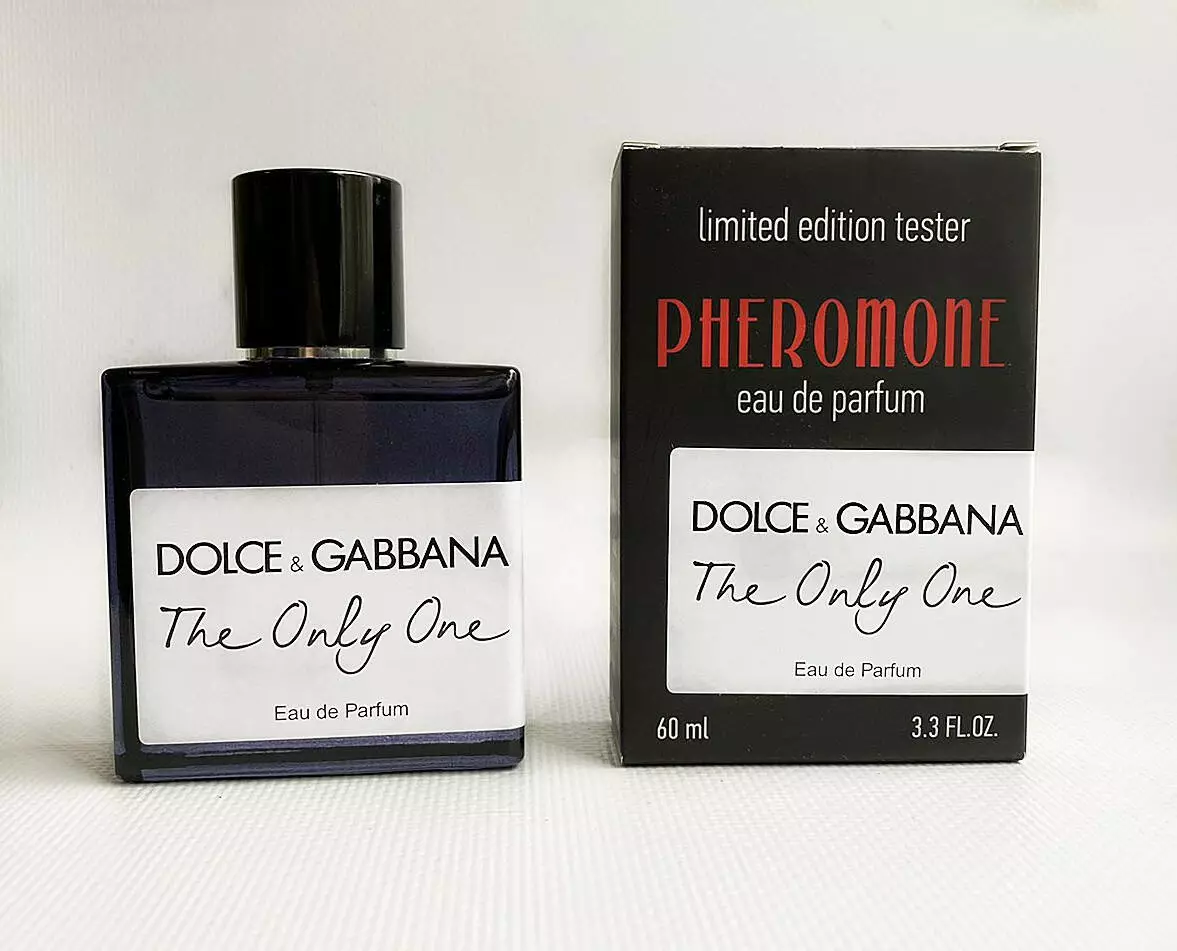 DOLCE & GABBANA
The Only One
Eau de Parfum
limited edition tester
PHEROMONE
eau de parfum
DOLCE & GABBANA
The Only One
Eau de Parfum
60 ml 3.3 FL.OZ.